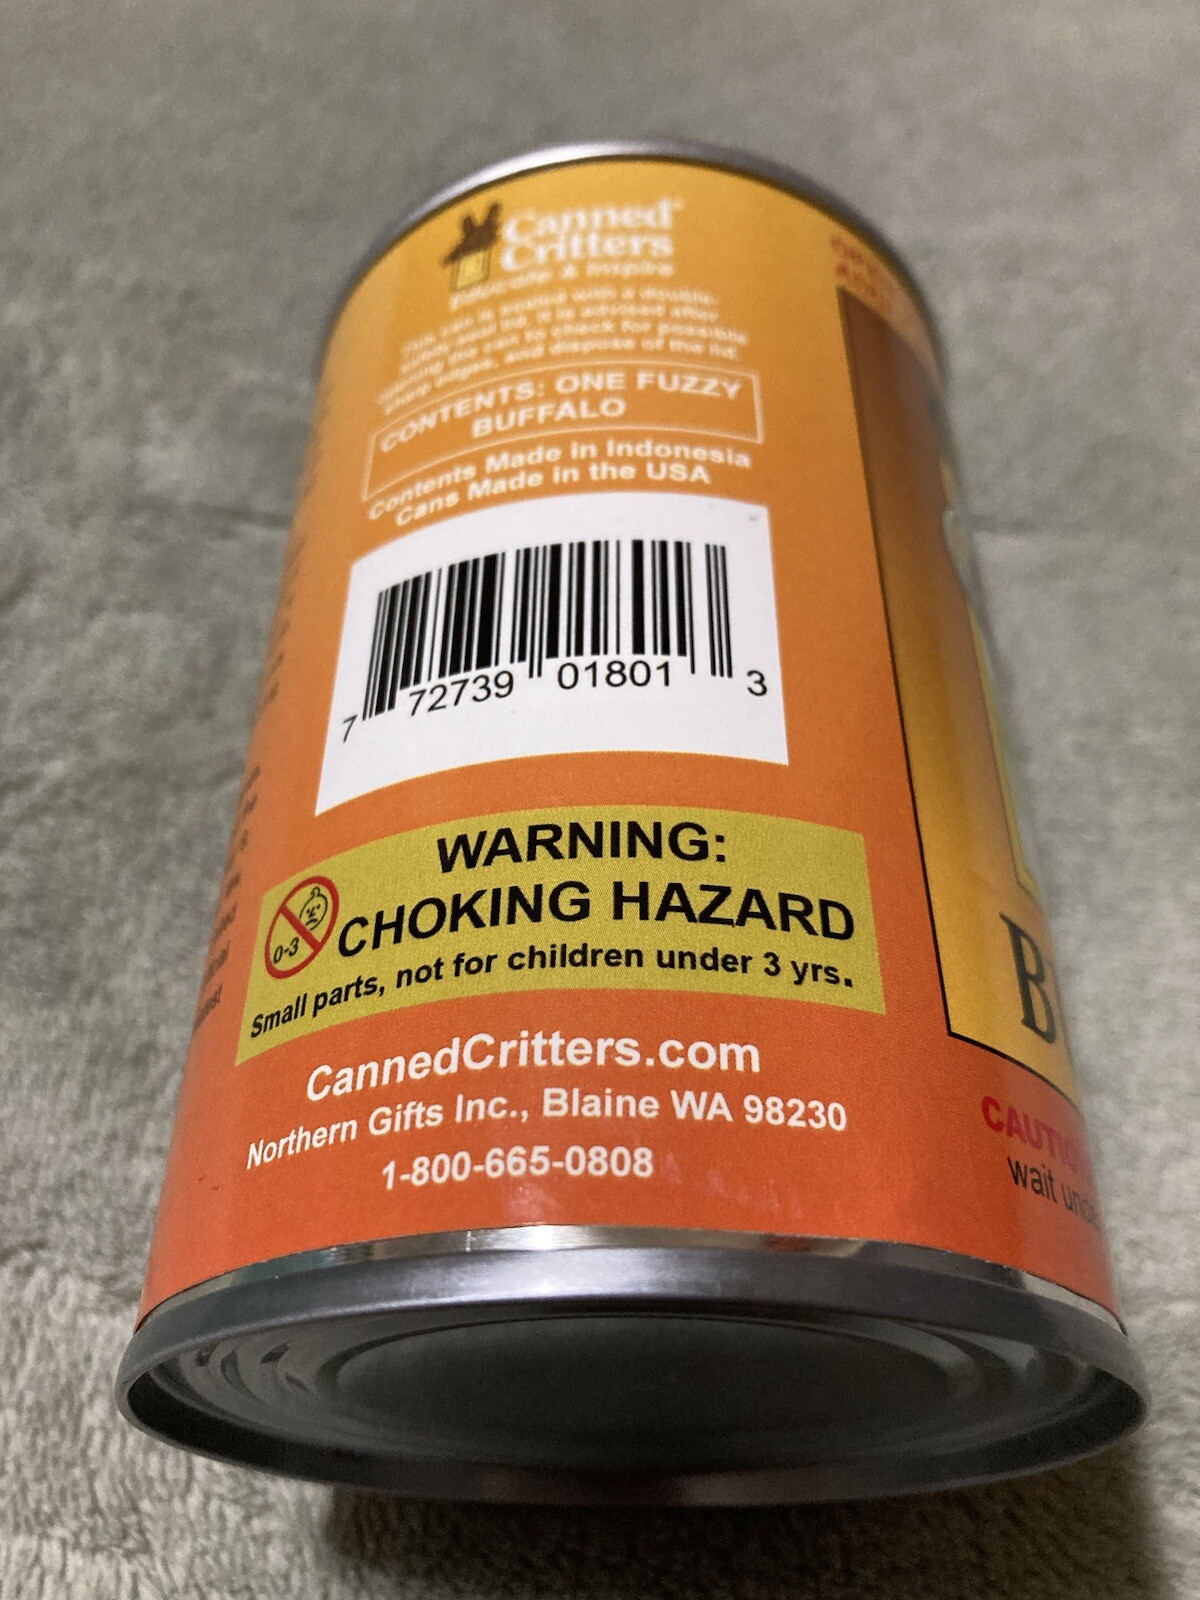 Canned
Critters
Educate & Inspire
This can is sealed with a double-
safety-seal lid. It is advised after
opening the can to check for possible
sharp edges, and dispose of the lid.
CONTENTS: ONE FUZZY
BUFFALO
Contents Made in Indonesia
Cans Made in the USA
7 72739 01801 3
WARNING:
CHOKING HAZARD
0-3
Small parts, not for children under 3 yrs.
CannedCritters.com
Northern Gifts Inc., Blaine WA 98230
1-800-665-0808
B
wait